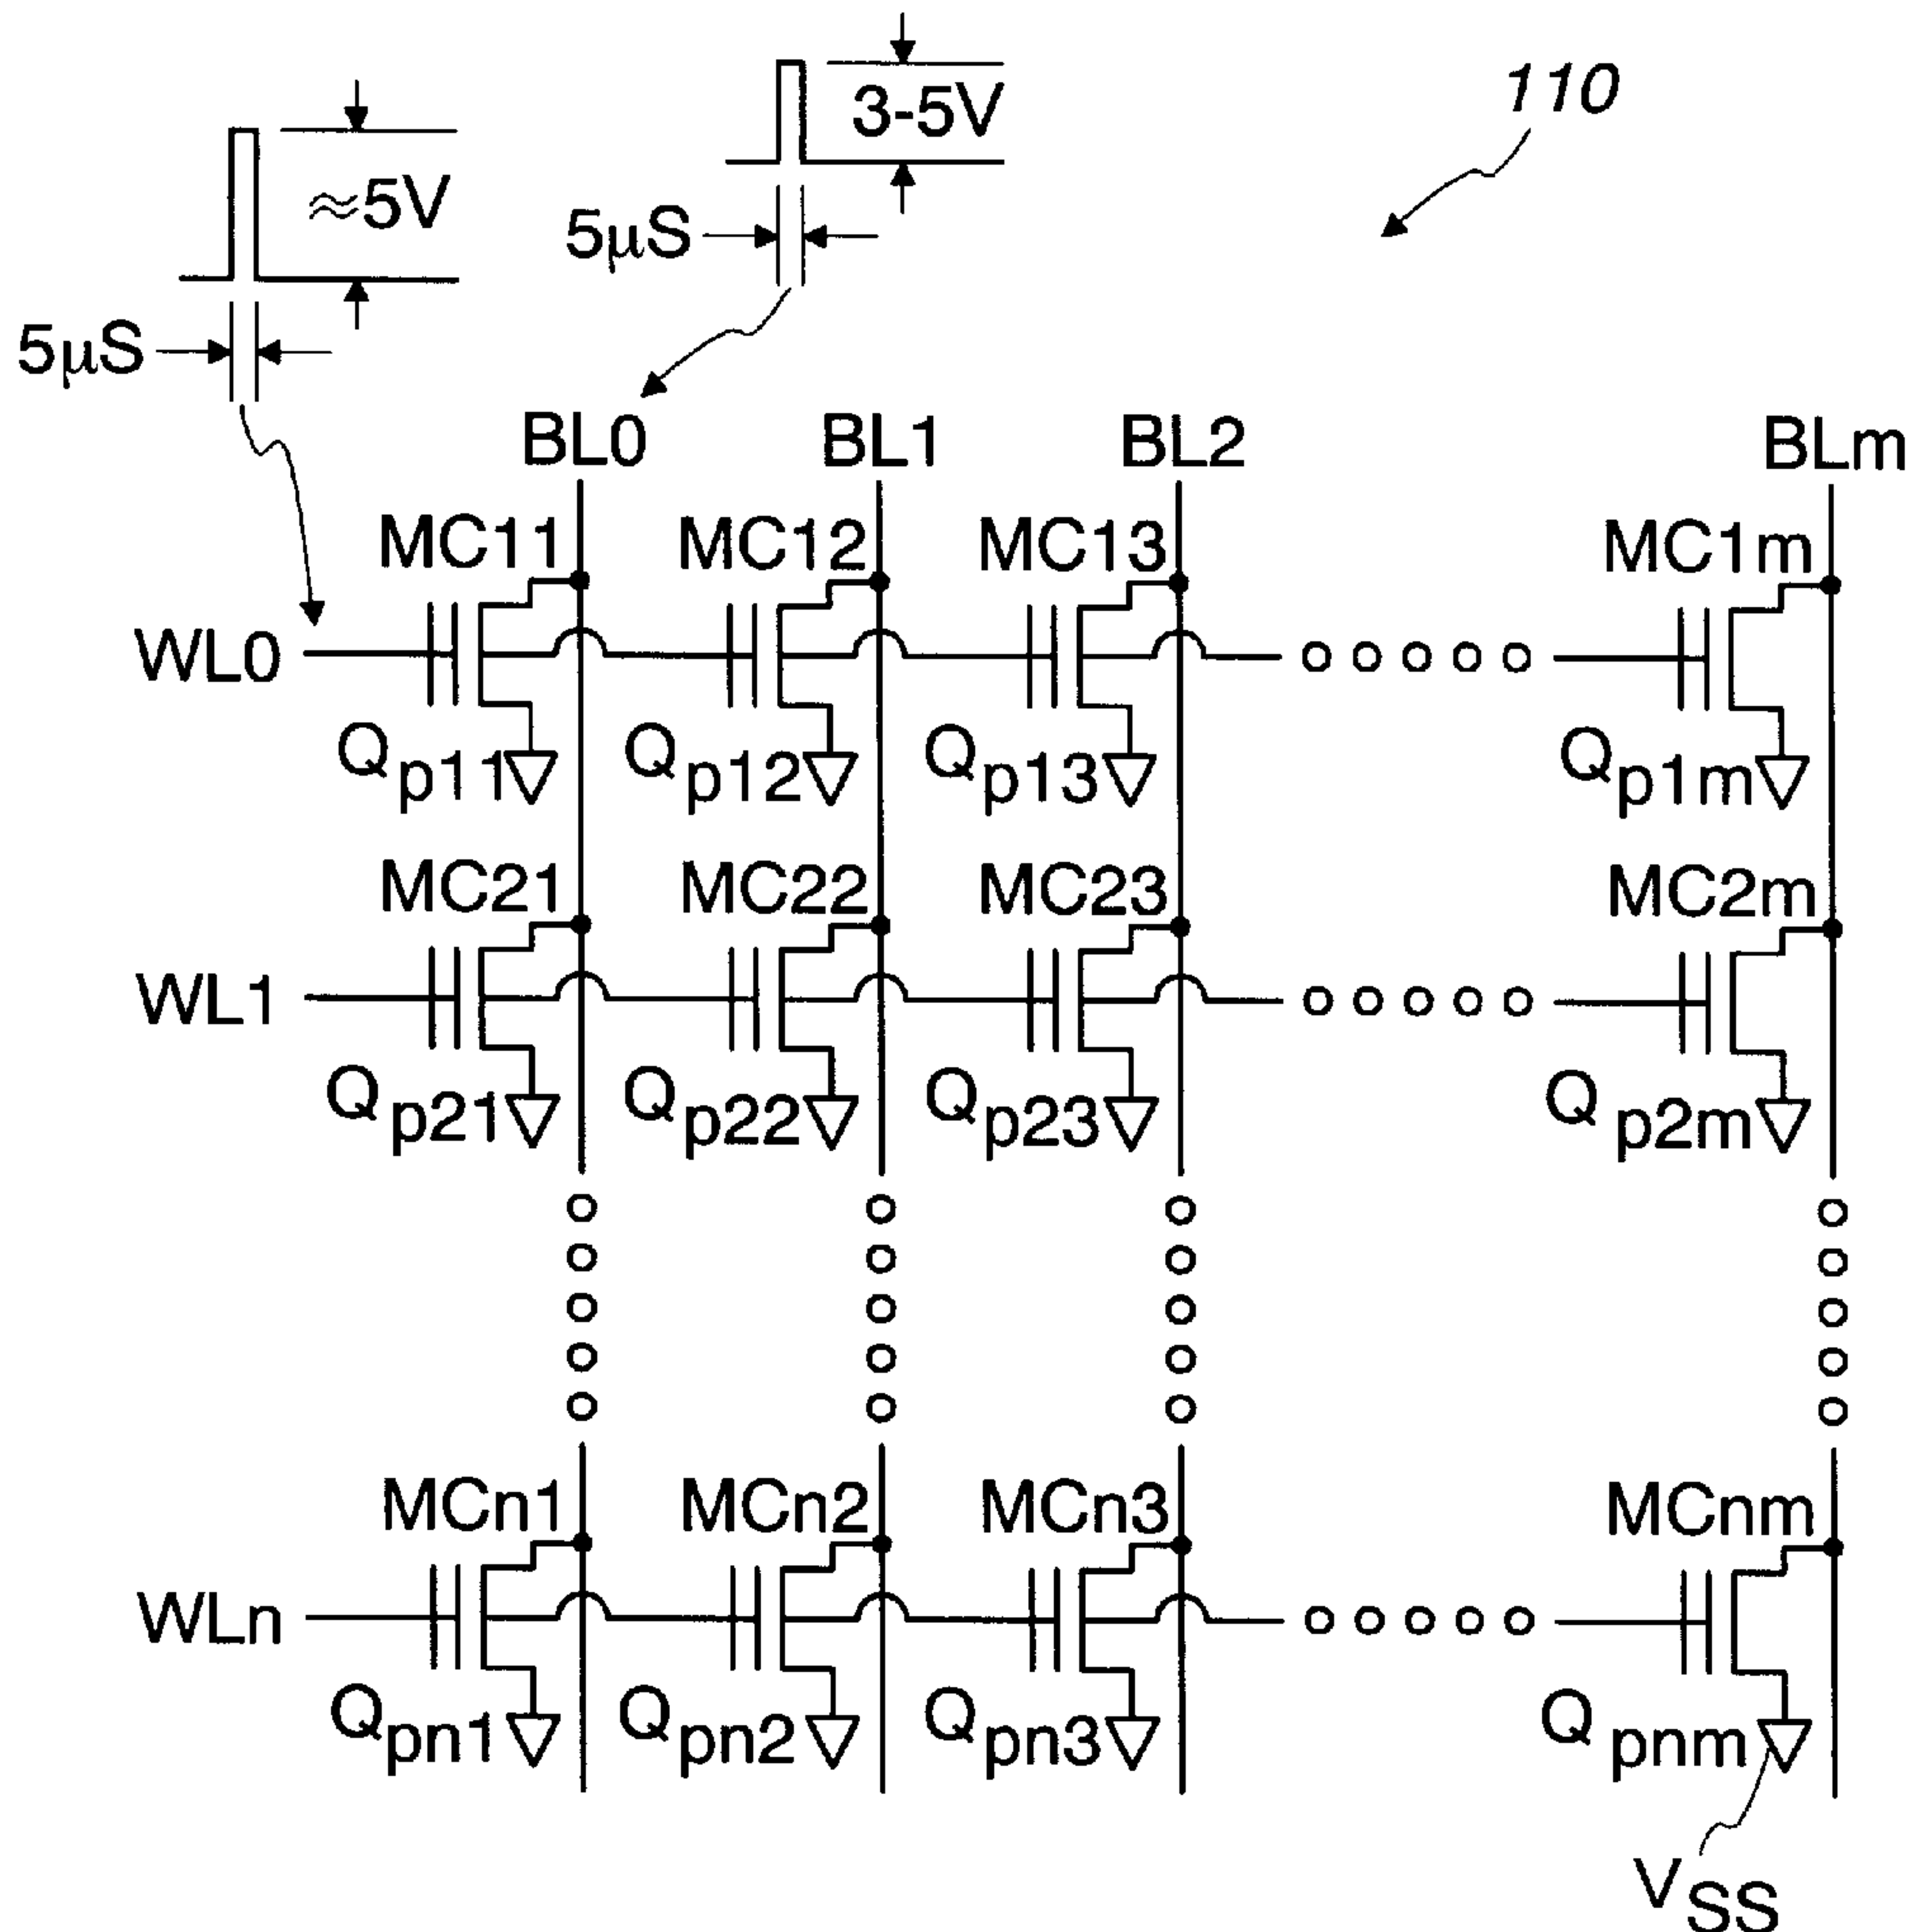 110
3-5V
≈5V
5μS
5μS
BL0 BL1 BL2 BLm
MC11 MC12 MC13 MC1m
WL0
Qp11 Qp12 Qp13 Qp1m
MC21 MC22 MC23 MC2m
WL1
Qp21 Qp22 Qp23 Qp2m
MCn1 MCn2 MCn3 MCnm
WLn
Qpn1 Qpn2 Qpn3 Qpnm
VSS